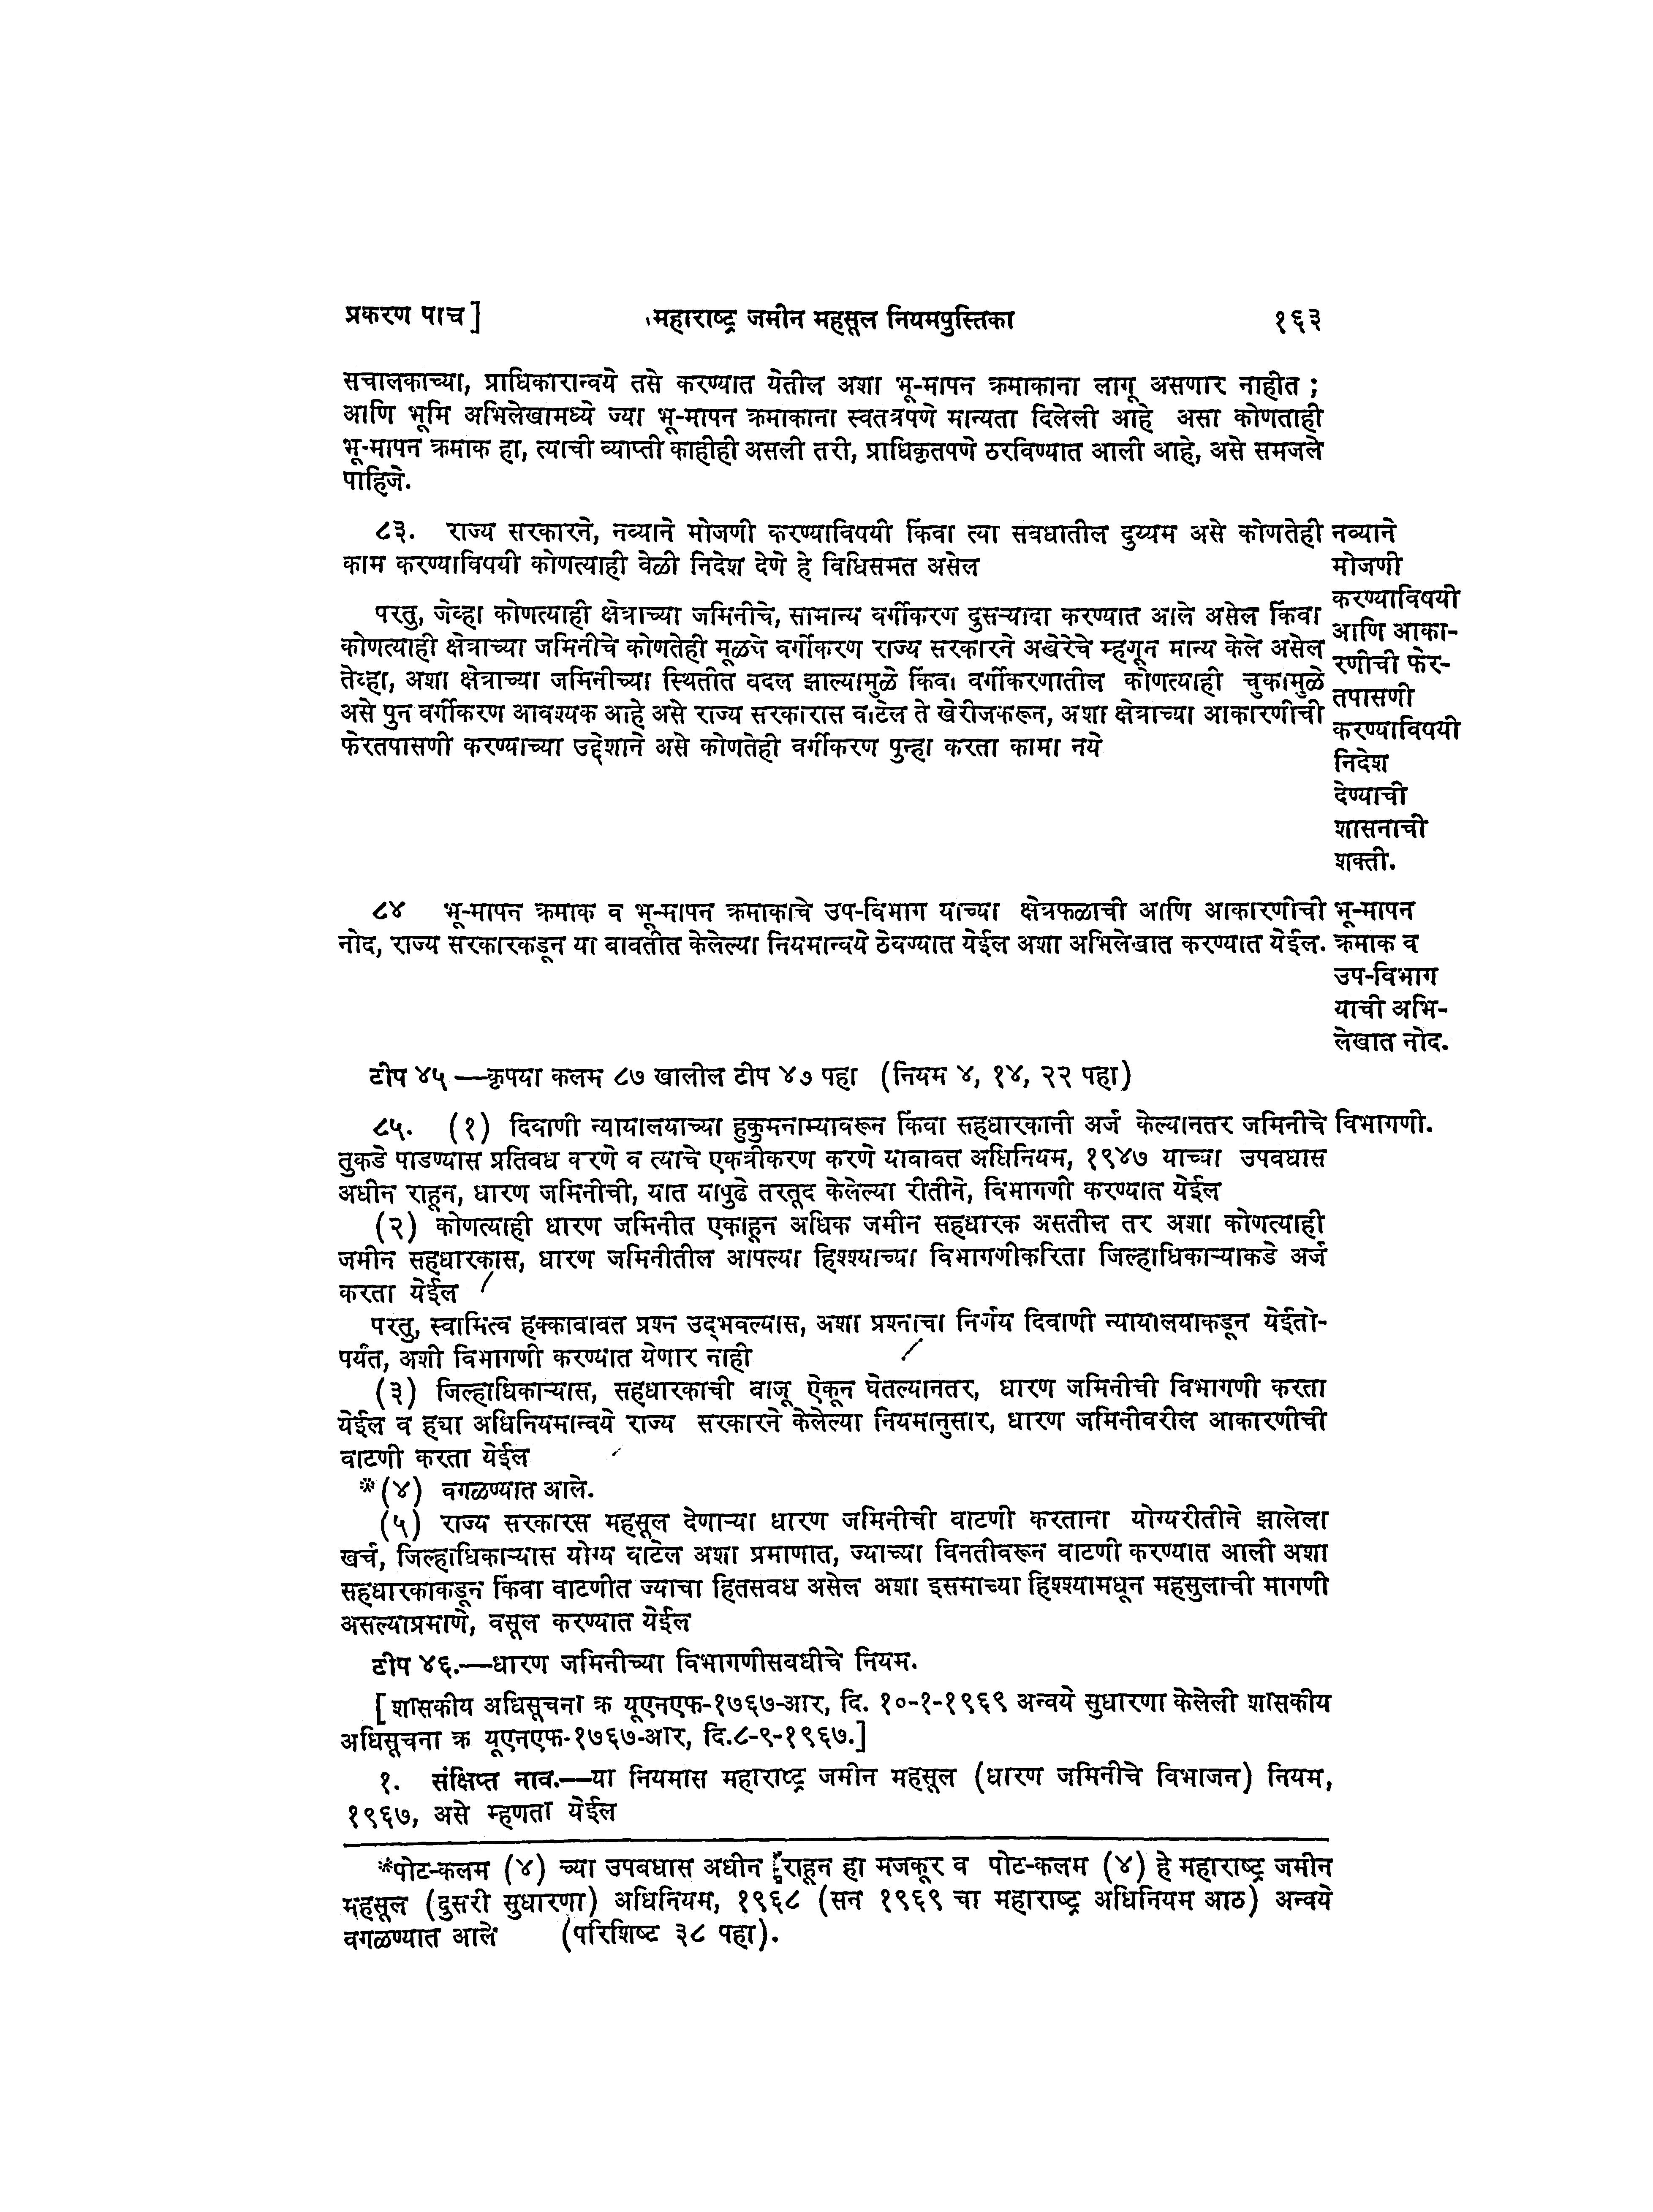 प्रकरण पाच] महाराष्ट्र जमीन महसूल नियमपुस्तिका १६३
सचालकाच्या, प्राधिकारान्वये तसे करण्यात येतील अशा भू-मापन क्रमाकाना लागू असणार नाहीत ;
आणि भूमि अभिलेखामध्ये ज्या भू-मापन क्रमाकाना स्वतत्रपणे मान्यता दिलेली आहे असा कोणताही
भू-मापन क्रमाक हा, त्याची व्याप्ती काहीही असली तरी, प्राधिकृतपणे ठरविण्यात आली आहे, असे समजले
पाहिजे.
८३. राज्य सरकारने, नव्याने मोजणी करण्याविषयी किंवा त्या सबधातील दुय्यम असे कोणतेही
काम करण्याविषयी कोणत्याही वेळी निदेश देणे हे विधिसमत असेल
परतु, जेव्हा कोणत्याही क्षेत्राच्या जमिनीचे, सामान्य वर्गीकरण दुसऱ्यादा करण्यात आले असेल किंवा
कोणत्याही क्षेत्राच्या जमिनीचे कोणतेही मूळचे वर्गीकरण राज्य सरकारने अखेरचे म्हणून मान्य केले असेल
तेव्हा, अशा क्षेत्राच्या जमिनीच्या स्थितीत बदल झाल्यामुळे किंवा वर्गीकरणातील कोणत्याही चुकामुळे
असे पुन वर्गीकरण आवश्यक आहे असे राज्य सरकारास वाटेल ते खेरीजकरून, अशा क्षेत्राच्या आकारणीची
फेरतपासणी करण्याच्या उद्देशाने असे कोणतेही वर्गीकरण पुन्हा करता कामा नये
नव्याने
मोजणी
करण्याविषयी
आणि आका-
रणीची फेर-
तपासणी
करण्याविषयी
निदेश
देण्याची
शासनाची
शक्ती.
८४ भू-मापन क्रमाक व भू-मापन क्रमाकाचे उप-विभाग याच्या क्षेत्रफळाची आणि आकारणीची
नोद, राज्य सरकारकडून या बाबतीत केलेल्या नियमान्वये ठेवण्यात येईल अशा अभिलेखात करण्यात येईल.
भू-मापन
क्रमाक व
उप-विभाग
याची अभि-
लेखात नोद.
टीप ४५—कृपया कलम ८७ खालील टीप ४७ पहा (नियम ४, १४, २२ पहा)
८५. (१) दिवाणी न्यायालयाच्या हुकुमनाम्यावरून किंवा सहधारकानी अर्ज केल्यानतर जमिनीचे विभागणी.
तुकडे पाडण्यास प्रतिबध करणे व त्याचे एकत्रीकरण करणे याबाबत अधिनियम, १९४७ याच्या उपबधास
अधीन राहून, धारण जमिनीची, यात यापुढे तरतूद केलेल्या रीतीने, विभागणी करण्यात येईल
(२) कोणत्याही धारण जमिनीत एकाहून अधिक जमीन सहधारक असतील तर अशा कोणत्याही
जमीन सहधारकास, धारण जमिनीतील आपल्या हिश्श्याच्या विभागणीकरिता जिल्हाधिकाऱ्याकडे अर्ज
करता येईल
परतु, स्वामित्व हक्काबाबत प्रश्न उद्‌भवल्यास, अशा प्रश्नाचा निर्णय दिवाणी न्यायालयाकडून येईतो-
पर्यत, अशी विभागणी करण्यात येणार नाही
(३) जिल्हाधिकाऱ्यास, सहधारकाची बाजू ऐकून घेतल्यानतर, धारण जमिनीची विभागणी करता
येईल व ह्या अधिनियमान्वये राज्य सरकारने केलेल्या नियमानुसार, धारण जमिनीवरील आकारणीची
वाटणी करता येईल
*(४) वगळण्यात आले.
(५) राज्य सरकारस महसूल देणाऱ्या धारण जमिनीची वाटणी करताना योग्यरीतीने झालेला
खर्च, जिल्हाधिकाऱ्यास योग्य वाटेल अशा प्रमाणात, ज्याच्या विनतीवरून वाटणी करण्यात आली अशा
सहधारकाकडून किंवा वाटणीत ज्याचा हितसबध असेल अशा इसमाच्या हिश्श्यामधून महसुलाची मागणी
असल्याप्रमाणे, वसूल करण्यात येईल
टीप ४६.—धारण जमिनीच्या विभागणीसबधीचे नियम.
[शासकीय अधिसूचना क्र यूएनएफ-१७६७-आर, दि. १०-१-१९६९ अन्वये सुधारणा केलेली शासकीय
अधिसूचना क्र यूएनएफ-१७६७-आर, दि.८-९-१९६७.]
१. संक्षिप्त नाव.—या नियमास महाराष्ट्र जमीन महसूल (धारण जमिनीचे विभाजन) नियम,
१९६७, असे म्हणता येईल
*पोट-कलम (४) च्या उपबधास अधीन राहून हा मजकूर व पोट-कलम (४) हे महाराष्ट्र जमीन
महसूल (दुसरी सुधारणा) अधिनियम, १९६८ (सन १९६९ चा महाराष्ट्र अधिनियम आठ) अन्वये
वगळण्यात आले (परिशिष्ट ३८ पहा).